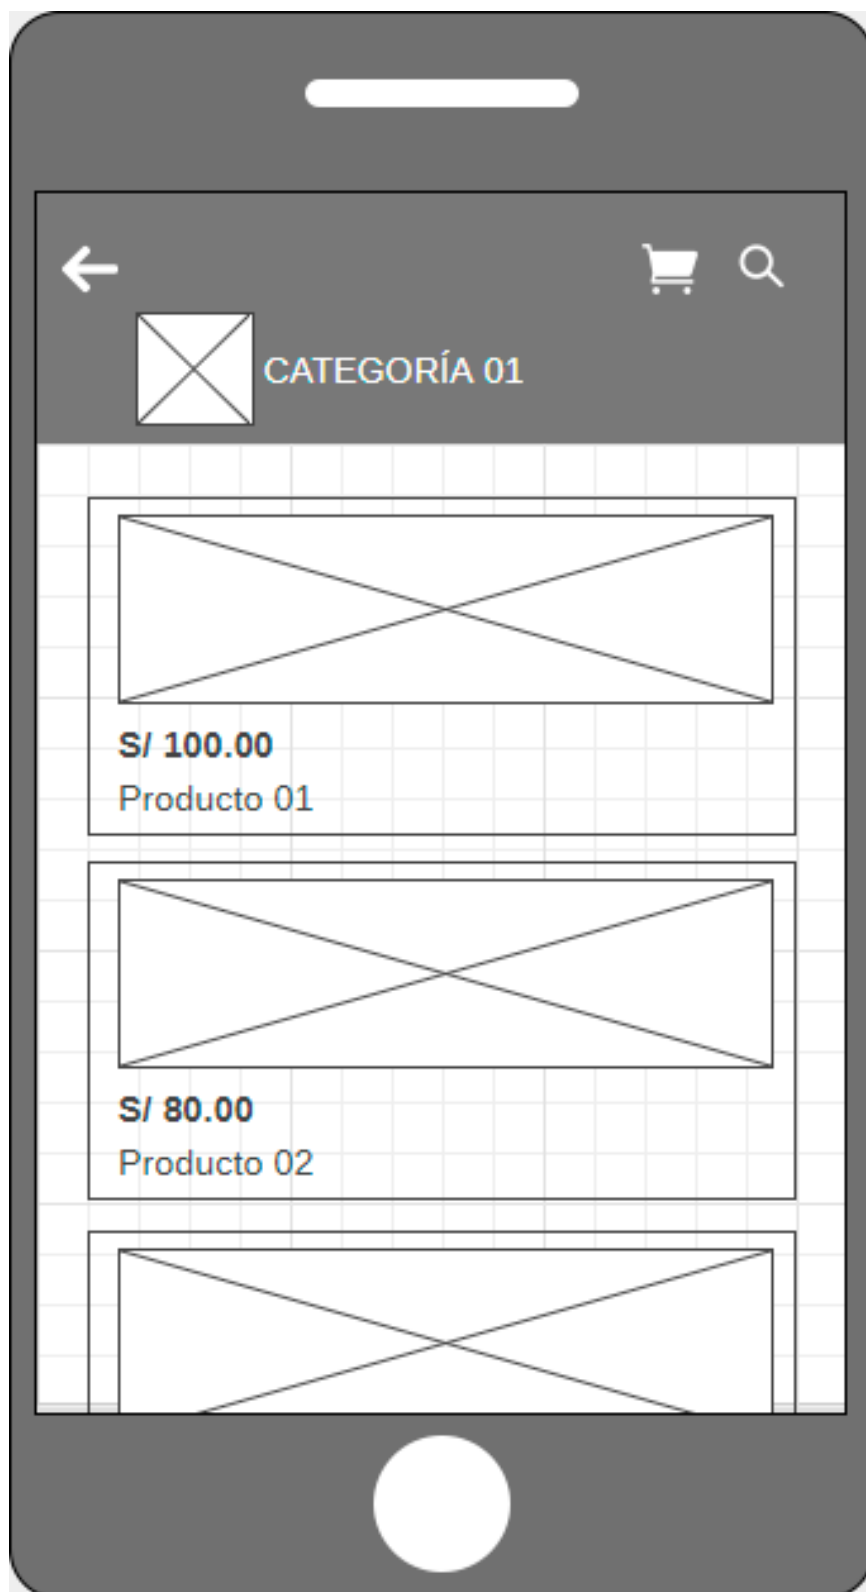 CATEGORÍA 01
S/ 100.00
Producto 01
S/ 80.00
Producto 02